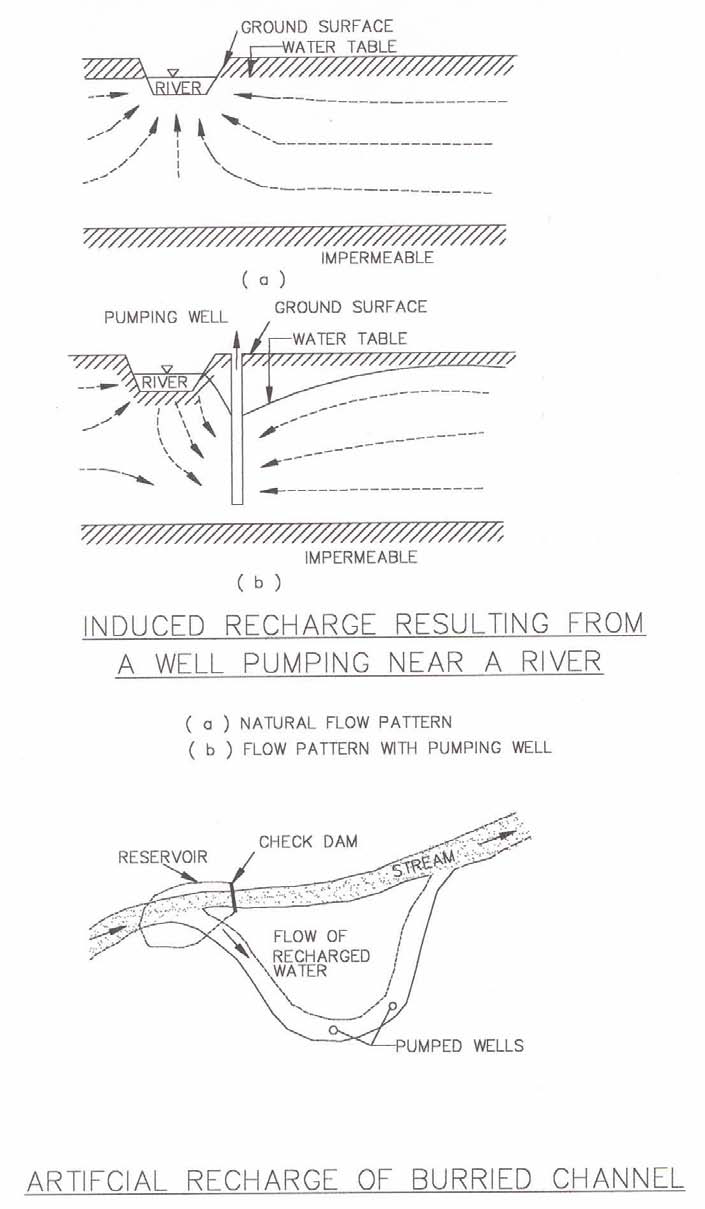 GROUND SURFACE
WATER TABLE
RIVER
IMPERMEABLE
( a )
PUMPING WELL
GROUND SURFACE
WATER TABLE
RIVER
IMPERMEABLE
( b )
INDUCED RECHARGE RESULTING FROM
A WELL PUMPING NEAR A RIVER
( a ) NATURAL FLOW PATTERN
( b ) FLOW PATTERN WITH PUMPING WELL
CHECK DAM
RESERVOIR
STREAM
FLOW OF
RECHARGED
WATER
PUMPED WELLS
ARTIFCIAL RECHARGE OF BURRIED CHANNEL